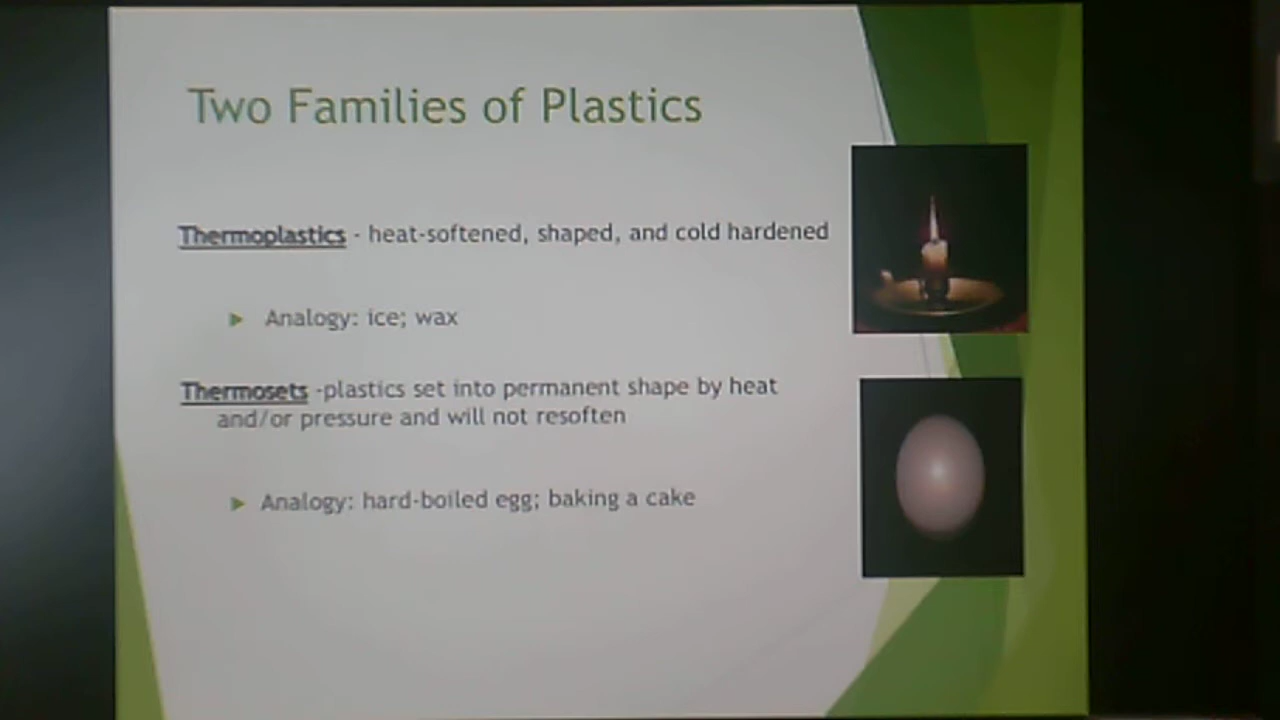 Two Families of Plastics
Thermoplastics - heat-softened, shaped, and cold hardened
Analogy: ice; wax
Thermosets -plastics set into permanent shape by heat
and/or pressure and will not resoften
Analogy: hard-boiled egg; baking a cake